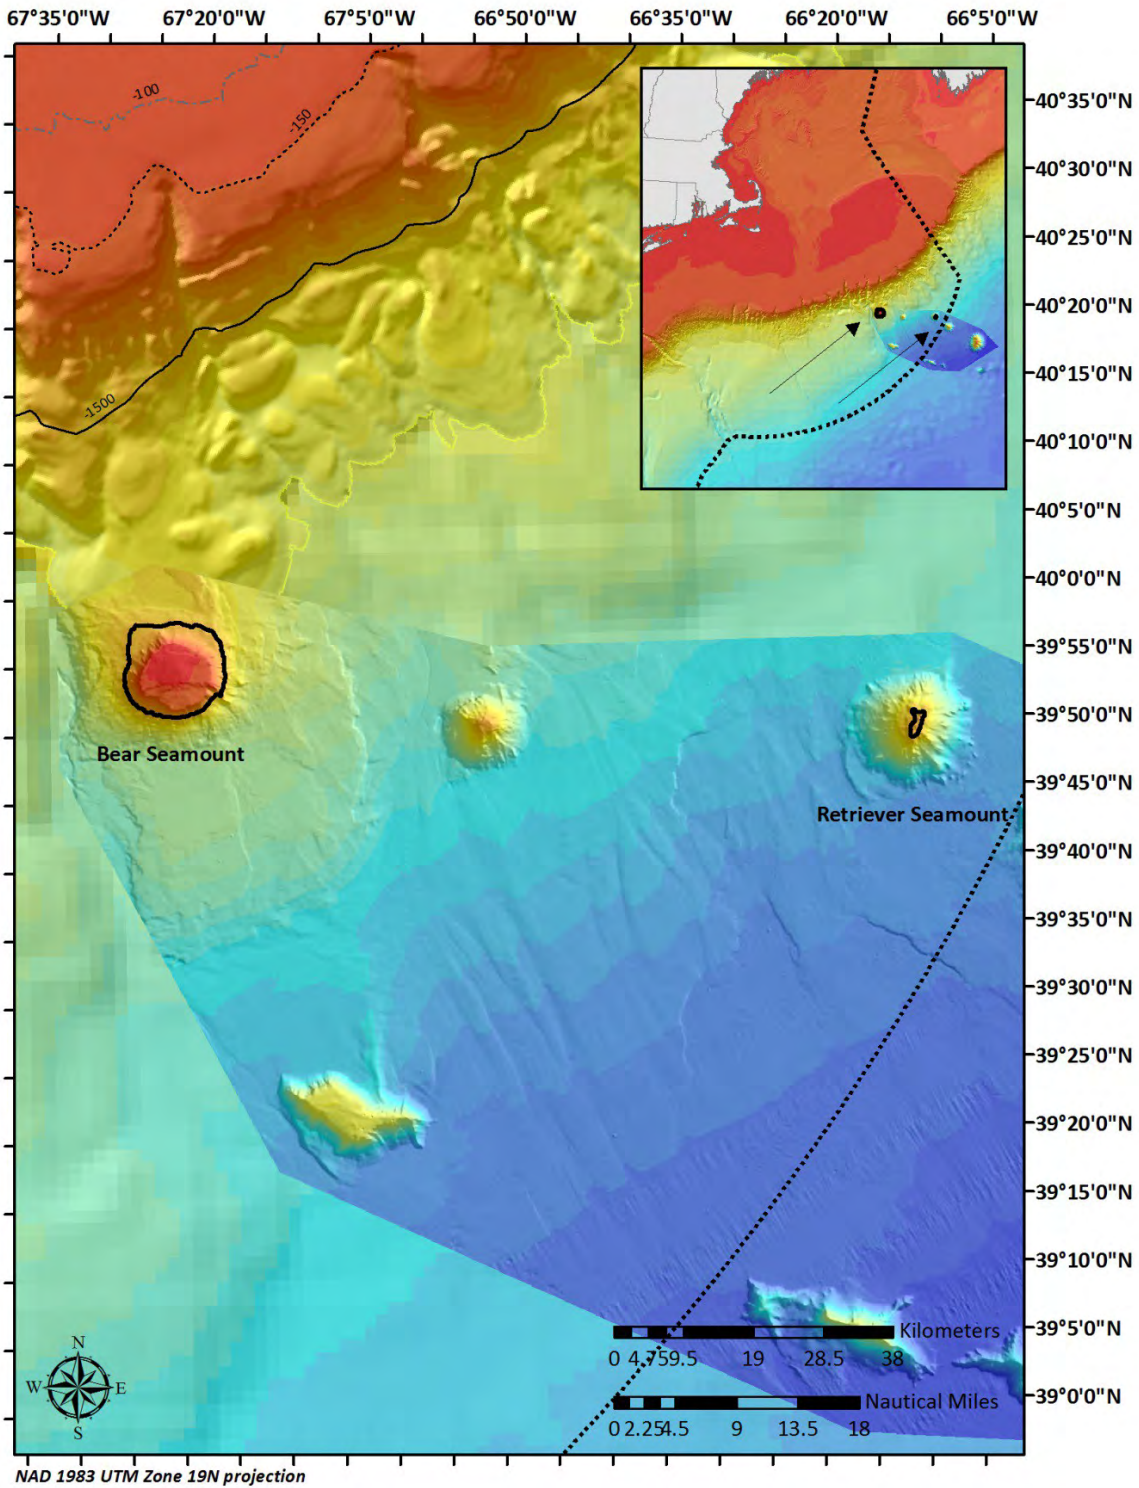 67°35'0"W 67°20'0"W 67°5'0"W 66°50'0"W 66°35'0"W 66°20'0"W 66°5'0"W
-100
-150
-1500
40°35'0"N
40°30'0"N
40°25'0"N
40°20'0"N
40°15'0"N
40°10'0"N
40°5'0"N
40°0'0"N
39°55'0"N
39°50'0"N
39°45'0"N
39°40'0"N
39°35'0"N
39°30'0"N
39°25'0"N
39°20'0"N
39°15'0"N
39°10'0"N
39°5'0"N
39°0'0"N
Bear Seamount
Retriever Seamount
N
W E
S
Kilometers
0 4.75 9.5 19 28.5 38
Nautical Miles
0 2.25 4.5 9 13.5 18
NAD 1983 UTM Zone 19N projection